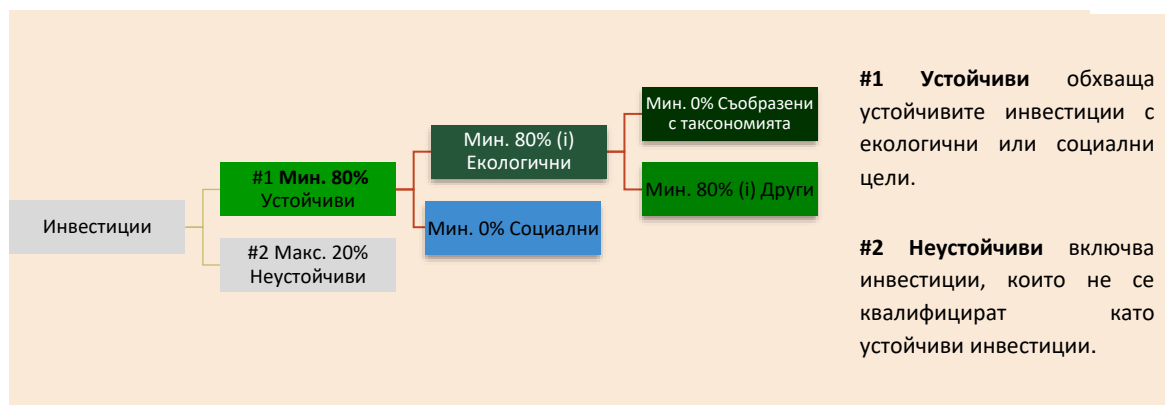 Инвестиции
#1 Мин. 80%
Устойчиви
#2 Макс. 20%
Неустойчиви
Мин. 80% (i)
Екологични
Мин. 0% Социални
Мин. 0% Съобразени
с таксономията
Мин. 80% (i) Други
#1 Устойчиви обхваща
устойчивите инвестиции с
екологични или социални
цели.
#2 Неустойчиви включва
инвестиции, които не се
квалифицират като
устойчиви инвестиции.